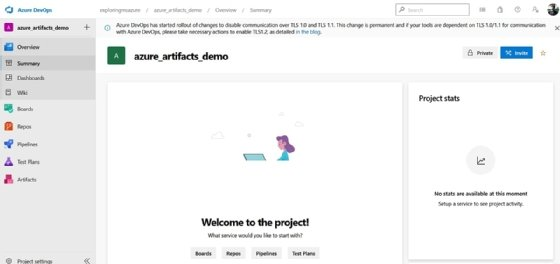 Azure DevOps
exploringmsazure / azure_artifacts_demo / Overview / Summary
Search
A azure_artifacts_demo +
Azure DevOps has started rollout of changes to disable communication over TLS 1.0 and TLS 1.1. This change is permanent and if your tools are dependent on TLS 1.0/1.1 for communication
with Azure DevOps, please take necessary actions to enable TLS1.2, as detailed in the blog.
Overview
Summary
Dashboards
Wiki
Boards
Repos
Pipelines
Test Plans
Artifacts
Project settings
A azure_artifacts_demo
Private
Invite
Welcome to the project!
What service would you like to start with?
Boards
Repos
Pipelines
Test Plans
Project stats
No stats are available at this moment
Setup a service to see project activity.